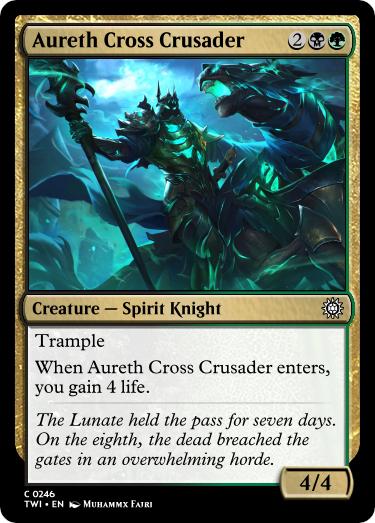 Aureth Cross Crusader 2
Creature — Spirit Knight
Trample
When Aureth Cross Crusader enters,
you gain 4 life.
The Lunate held the pass for seven days.
On the eighth, the dead breached the
gates in an overwhelming horde.
4/4
C 0246
TWI • EN Muhammx Fajri